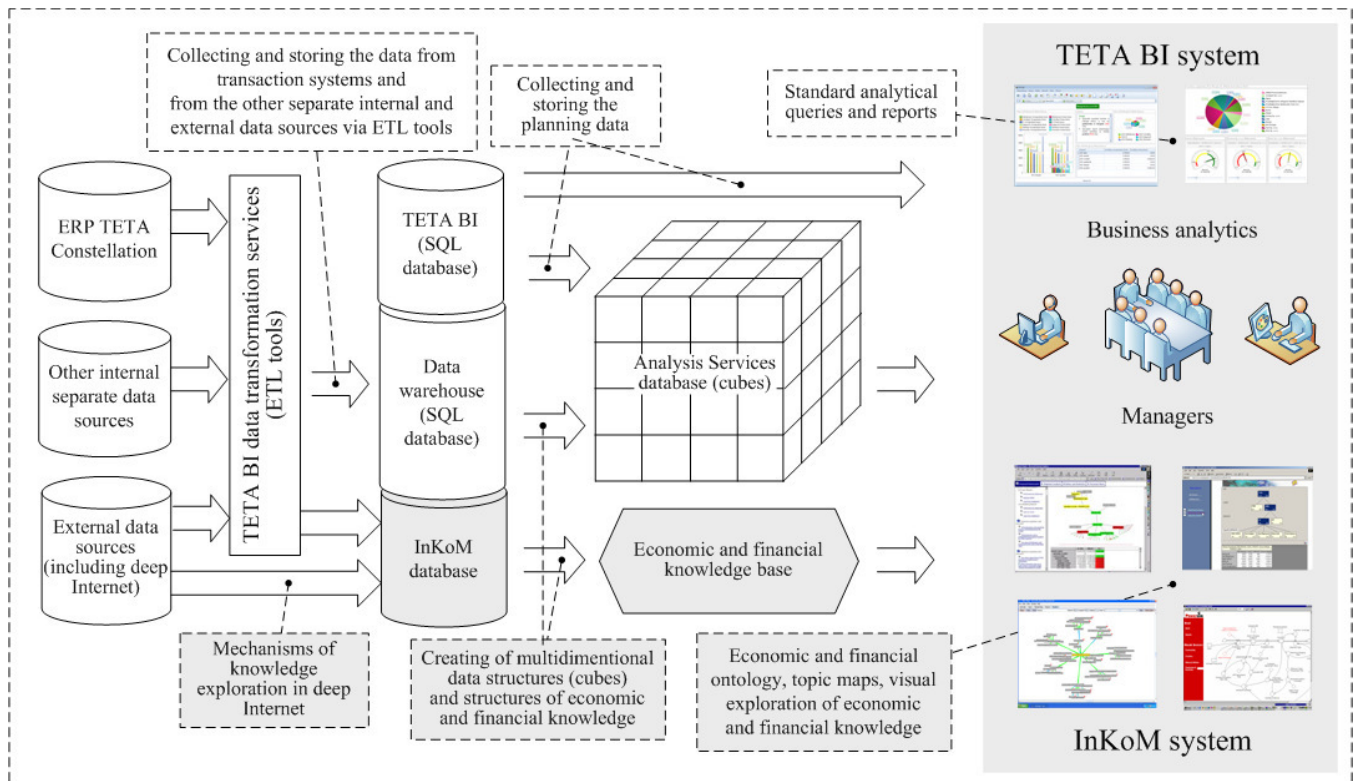 Collecting and storing the data from
transaction systems and
from the other separate internal and
external data sources via ETL tools
Collecting and
storing the
planning data
Standard analytical
queries and reports
TETA BI system
ERP TETA
Constellation
Other internal
separate data
sources
External data
sources
(including deep
Internet)
TETA BI data transformation services
(ETL tools)
TETA BI
(SQL
database)
Data
warehouse
(SQL
database)
InKoM
database
Analysis Services
database (cubes)
Economic and financial
knowledge base
Business analytics
Managers
Mechanisms of
knowledge
exploration in deep
Internet
Creating of multidimentional
data structures (cubes)
and structures of economic
and financial knowledge
Economic and financial
ontology, topic maps, visual
exploration of economic
and financial knowledge
InKoM system